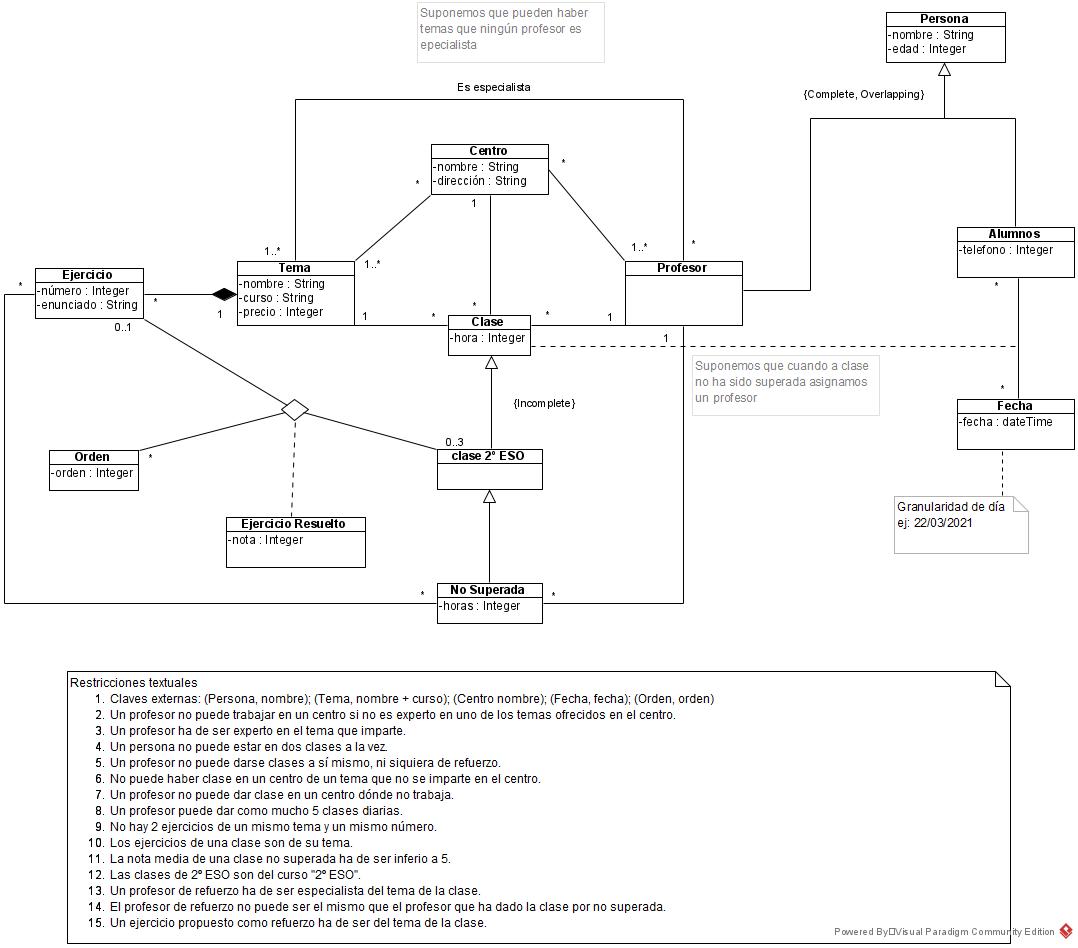 Suponemos que pueden haber
temas que ningún profesor es
epecialista
Persona
-nombre : String
-edad : Integer
Es especialista
{Complete, Overlapping}
Centro
-nombre : String
-dirección : String
*
*
1
1..*
1..*
1..*
*
Alumnos
-telefono : Integer
Ejercicio
-número : Integer
-enunciado : String
*
*
1
0..1
Tema
-nombre : String
-curso : String
-precio : Integer
Profesor
1
*
*
*
1
1
Clase
-hora : Integer
*
*
Suponemos que cuando a clase
no ha sido superada asignamos
un profesor
{Incomplete}
Fecha
-fecha : dateTime
0..3
clase 2º ESO
Orden
-orden : Integer
*
Ejercicio Resuelto
-nota : Integer
Granularidad de día
ej: 22/03/2021
No Superada
-horas : Integer
*
*
Restricciones textuales
1. Claves externas: (Persona, nombre); (Tema, nombre + curso); (Centro nombre); (Fecha, fecha); (Orden, orden)
2. Un profesor no puede trabajar en un centro si no es experto en uno de los temas ofrecidos en el centro.
3. Un profesor ha de ser experto en el tema que imparte.
4. Un persona no puede estar en dos clases a la vez.
5. Un profesor no puede darse clases a sí mismo, ni siquiera de refuerzo.
6. No puede haber clase en un centro de un tema que no se imparte en el centro.
7. Un profesor no puede dar clase en un centro dónde no trabaja.
8. Un profesor puede dar como mucho 5 clases diarias.
9. No hay 2 ejercicios de un mismo tema y un mismo número.
10. Los ejercicios de una clase son de su tema.
11. La nota media de una clase no superada ha de ser inferio a 5.
12. Las clases de 2º ESO son del curso "2º ESO".
13. Un profesor de refuerzo ha de ser especialista del tema de la clase.
14. El profesor de refuerzo no puede ser el mismo que el profesor que ha dado la clase por no superada.
15. Un ejercicio propuesto como refuerzo ha de ser del tema de la clase.
Powered By Visual Paradigm Community Edition